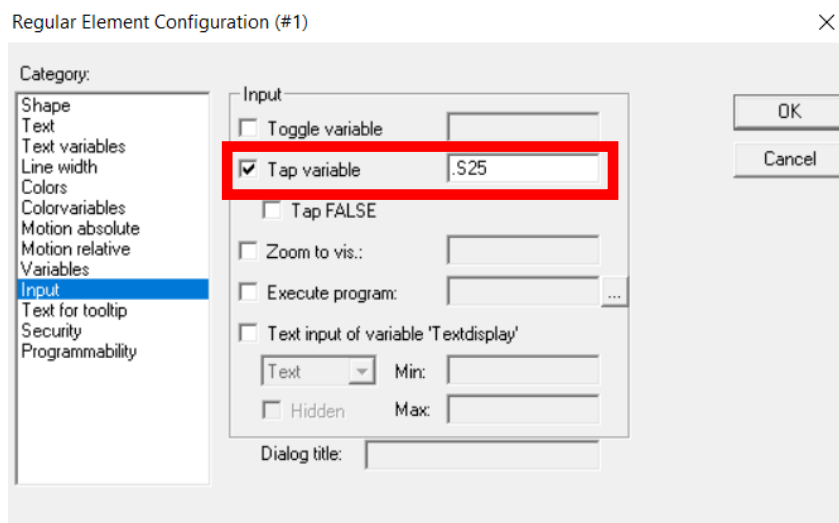 Regular Element Configuration (#1)
Category:
Shape
Text
Text variables
Line width
Colors
Colorvariables
Motion absolute
Motion relative
Variables
Input
Text for tooltip
Security
Programmability
Input
Toggle variable
Tap variable .S25
Tap FALSE
Zoom to vis.:
Execute program: ...
Text input of variable 'Textdisplay'
Text Min:
Hidden Max:
Dialog title:
OK
Cancel